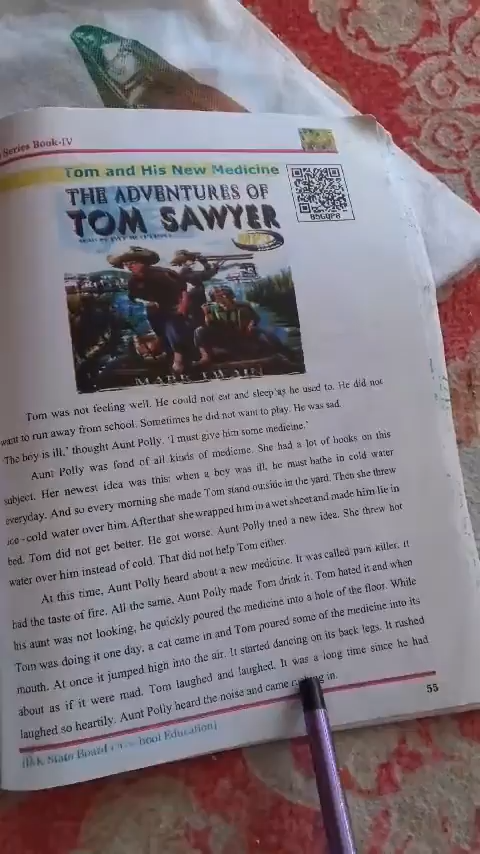 Series Book-IV
Tom and His New Medicine
THE ADVENTURES OF
TOM SAWYER
B5GQP8
MARK TWAIN
Tom was not feeling well. He could not eat and sleep as he used to. He did not
want to run away from school. Sometimes he did not want to play. He was sad.
'The boy is ill,' thought Aunt Polly. 'I must give him some medicine.'
Aunt Polly was fond of all kinds of medicine. She had a lot of books on this
subject. Her newest idea was this: when a boy was ill, he must bathe in cold water
everyday. And so every morning she made Tom stand outside in the yard. Then she threw
ice-cold water over him. After that she wrapped him in a wet sheet and made him lie in
bed. Tom did not get better. He got worse. Aunt Polly tried a new idea. She threw hot
water over him instead of cold. That did not help Tom either.
At this time, Aunt Polly heard about a new medicine. It was called pain killer. It
had the taste of fire. All the same, Aunt Polly made Tom drink it. Tom hated it and when
his aunt was not looking, he quickly poured the medicine into a hole of the floor. While
Tom was doing it one day, a cat came in and Tom poured some of the medicine into its
mouth. At once it jumped high into the air. It started dancing on its back legs. It rushed
about as if it were mad. Tom laughed and laughed. It was a long time since he had
laughed so heartily. Aunt Polly heard the noise and came in.
55
J&K State Board School Education